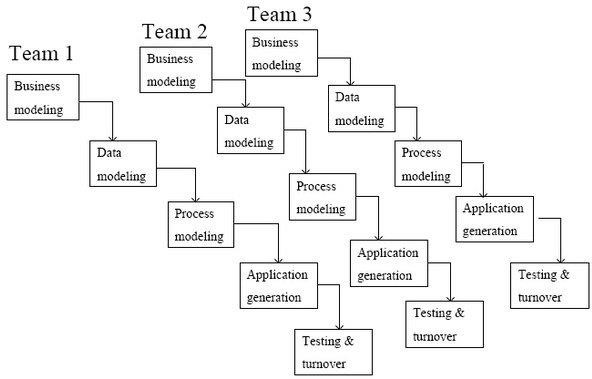 Team 1
Business
modeling
Data
modeling
Process
modeling
Application
generation
Testing &
turnover
Team 2
Business
modeling
Data
modeling
Process
modeling
Application
generation
Testing &
turnover
Team 3
Business
modeling
Data
modeling
Process
modeling
Application
generation
Testing &
turnover